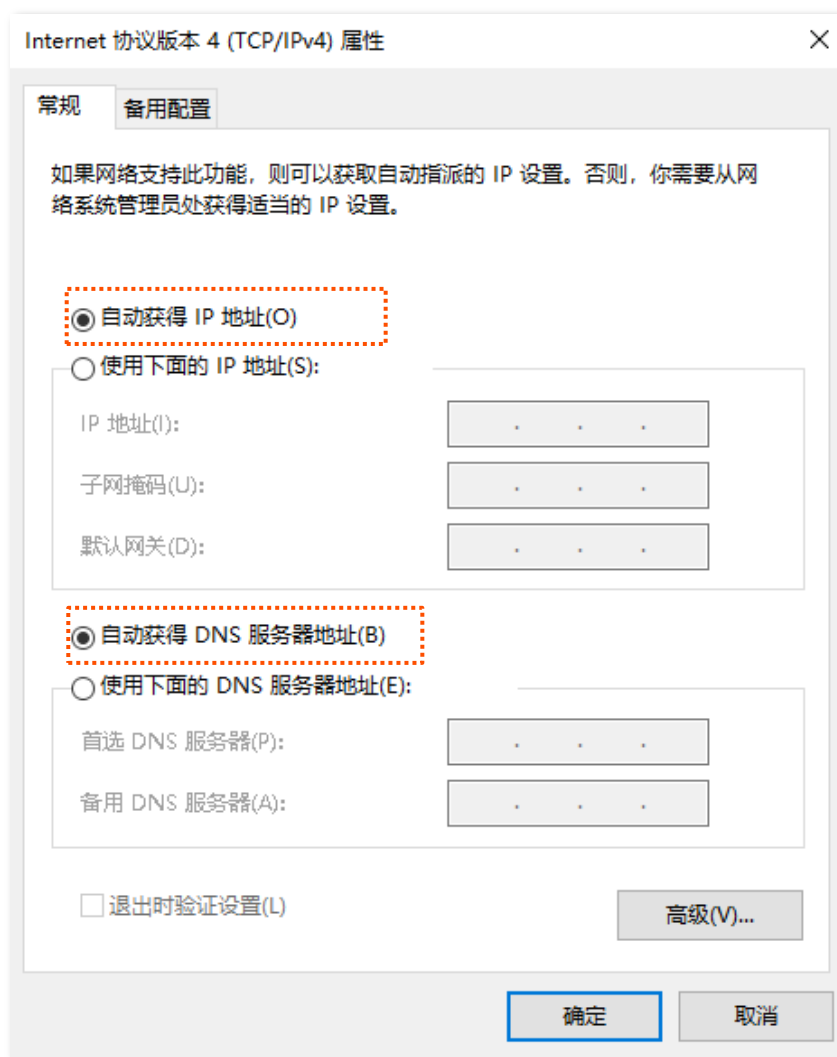 Internet 协议版本 4 (TCP/IPv4) 属性
常规
备用配置
如果网络支持此功能，则可以获取自动指派的 IP 设置。否则，你需要从网
络系统管理员处获得适当的 IP 设置。
自动获得 IP 地址(O)
使用下面的 IP 地址(S):
IP 地址(I):
子网掩码(U):
默认网关(D):
自动获得 DNS 服务器地址(B)
使用下面的 DNS 服务器地址(E):
首选 DNS 服务器(P):
备用 DNS 服务器(A):
退出时验证设置(L)
高级(V)...
确定
取消